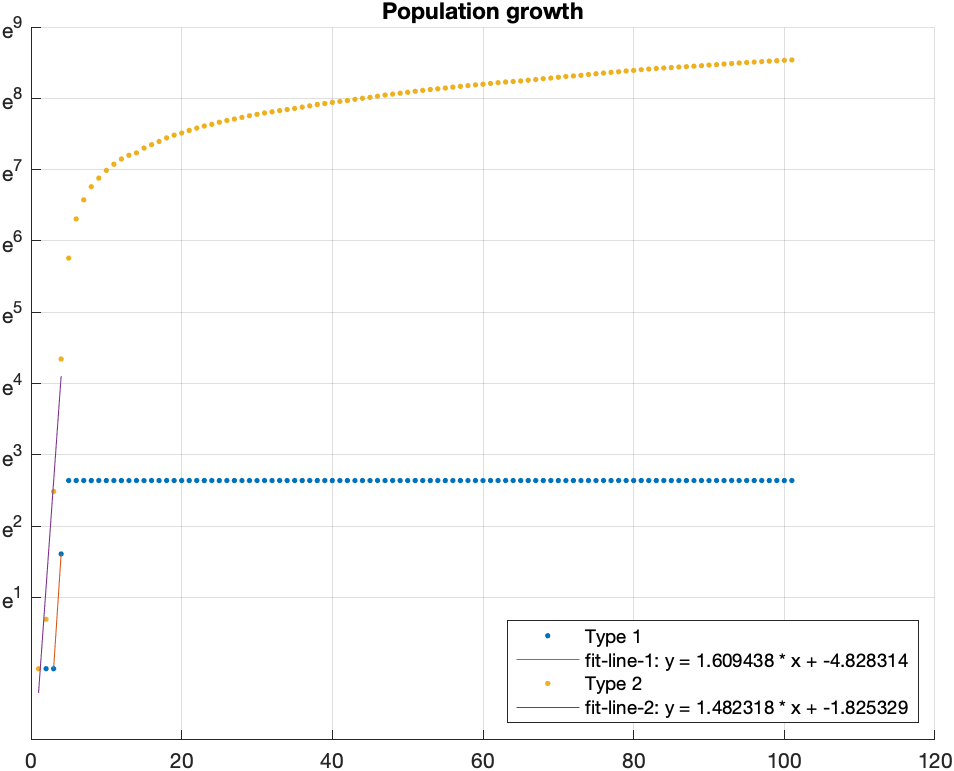 Population growth
e9
e8
e7
e6
e5
e4
e3
e2
e1
Type 1
fit-line-1: y = 1.609438 * x + -4.828314
Type 2
fit-line-2: y = 1.482318 * x + -1.825329
0 20 40 60 80 100 120